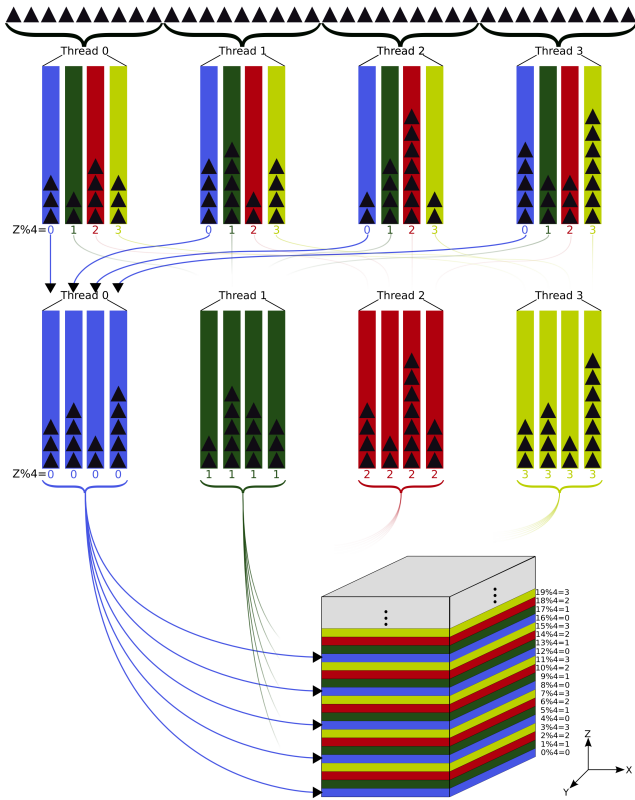 Thread 0 Thread 1 Thread 2 Thread 3
Z%4=0 1 2 3 0 1 2 3 0 1 2 3 0 1 2 3
Thread 0 Thread 1 Thread 2 Thread 3
Z%4=0 0 0 0 1 1 1 1 2 2 2 2 3 3 3 3
19%4=3
18%4=2
17%4=1
16%4=0
15%4=3
14%4=2
13%4=1
12%4=0
11%4=3
10%4=2
9%4=1
8%4=0
7%4=3
6%4=2
5%4=1
4%4=0
3%4=3
2%4=2
1%4=1
0%4=0
Z
X
Y